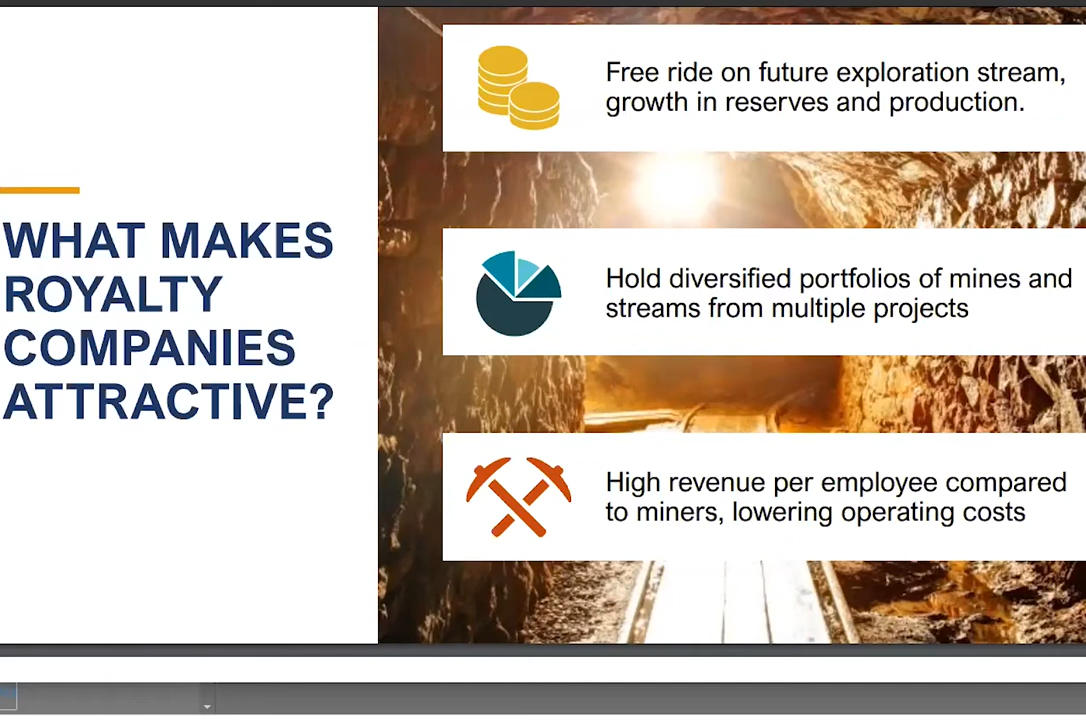 WHAT MAKES
ROYALTY
COMPANIES
ATTRACTIVE?
Free ride on future exploration stream,
growth in reserves and production.
Hold diversified portfolios of mines and
streams from multiple projects
High revenue per employee compared
to miners, lowering operating costs